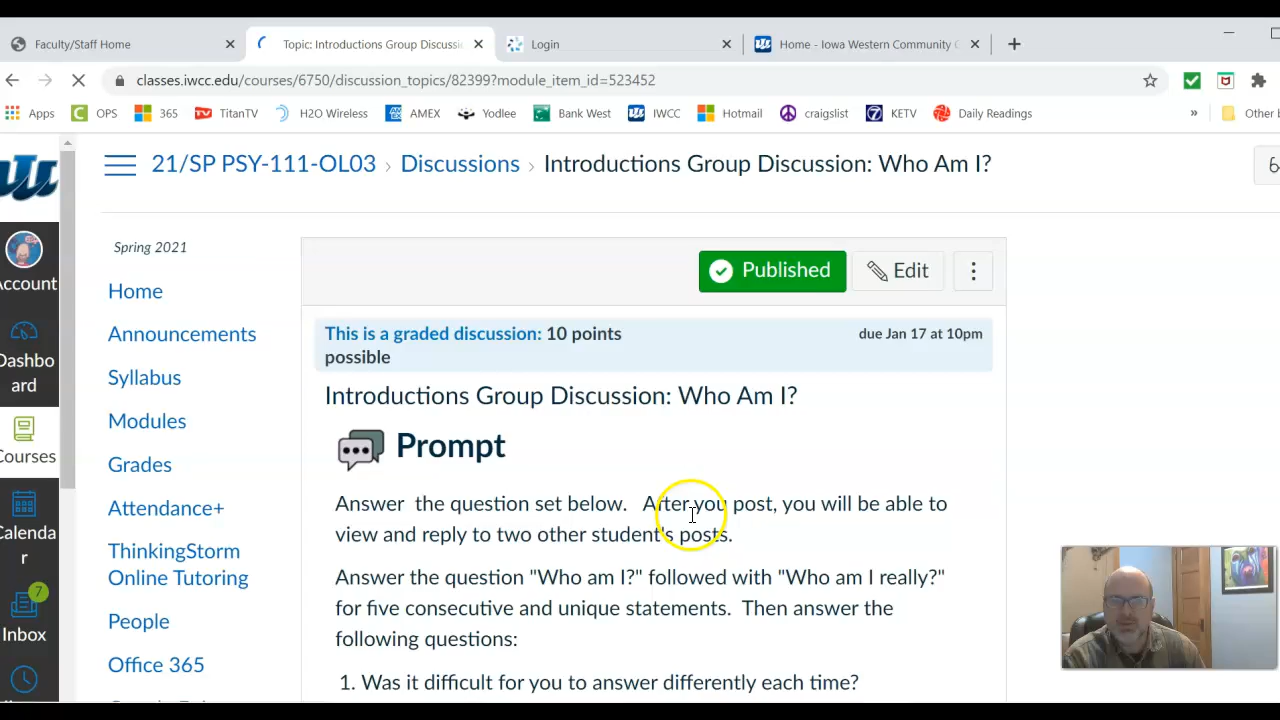 Faculty/Staff Home
Topic: Introductions Group Discussi
Login
Home - Iowa Western Community C
classes.iwcc.edu/courses/6750/discussion_topics/82399?module_item_id=523452
Apps
OPS
365
TitanTV
H2O Wireless
AMEX
Yodlee
Bank West
IWCC
Hotmail
craigslist
KETV
Daily Readings
»
Other b
21/SP PSY-111-OL03 › Discussions › Introductions Group Discussion: Who Am I?
Account
Dashbo
ard
Courses
Calenda
r
7
Inbox
Spring 2021
Home
Announcements
Syllabus
Modules
Grades
Attendance+
ThinkingStorm
Online Tutoring
People
Office 365
Published
Edit
This is a graded discussion: 10 points
possible
due Jan 17 at 10pm
Introductions Group Discussion: Who Am I?
Prompt
Answer the question set below. After you post, you will be able to
view and reply to two other student's posts.
Answer the question "Who am I?" followed with "Who am I really?"
for five consecutive and unique statements. Then answer the
following questions:
1. Was it difficult for you to answer differently each time?